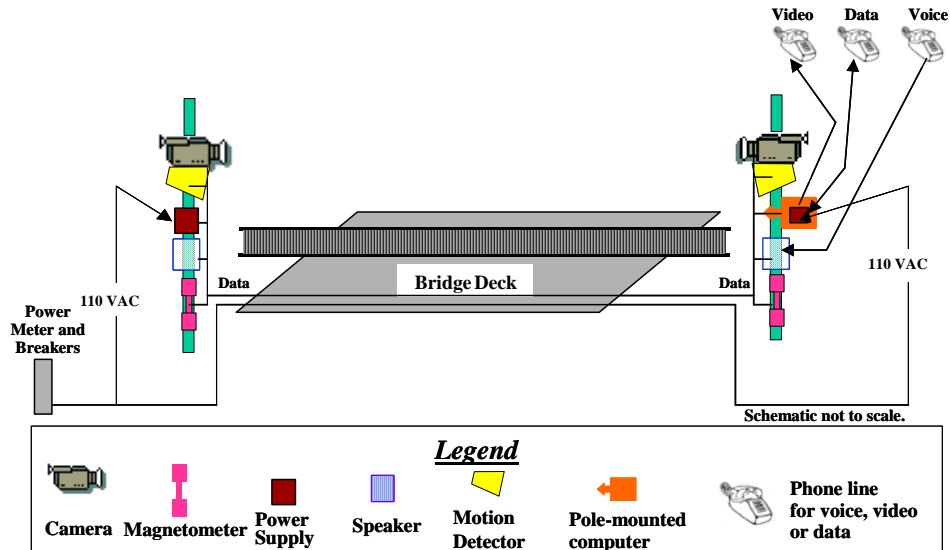 Video
Data
Voice
110 VAC
Power
Meter and
Breakers
Data
Bridge Deck
Data
110 VAC
Schematic not to scale.
Legend
Camera
Magnetometer
Power
Supply
Speaker
Motion
Detector
Pole-mounted
computer
Phone line
for voice, video
or data